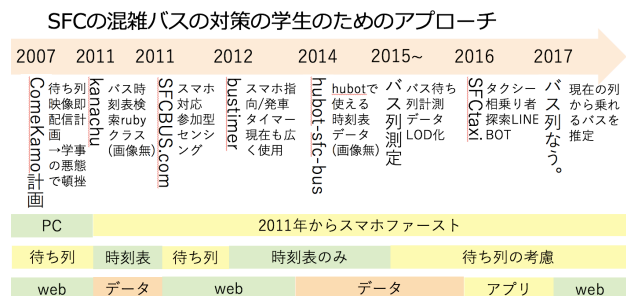 SFCの混雑バスの対策の学生のためのアプローチ
2007 2011 2011 2012 2014 2015~ 2016 2017
ComeKamo計画
待ち列
映像即
配信計
画
→学事
の悪態
で頓挫
kanachu
バス時
刻表検
索ruby
クラス
(画像無)
SFCBUS.com
スマホ
対応
参加型
センシ
ング
bustimer
スマホ指
向/発車
タイマー
現在も広
く使用
hubot-sfc-bus
hubotで
使える
時刻表
データ
(画像無)
バス列測定
バス待ち
列計測
データ
LOD化
SFCtaxi.
タクシー
相乗り者
探索LINE
BOT
バス列なう。
現在の列
から乗れ
るバスを
推定
PC 2011年からスマホファースト
待ち列 時刻表 待ち列 時刻表のみ 待ち列の考慮
web データ web データ アプリ web